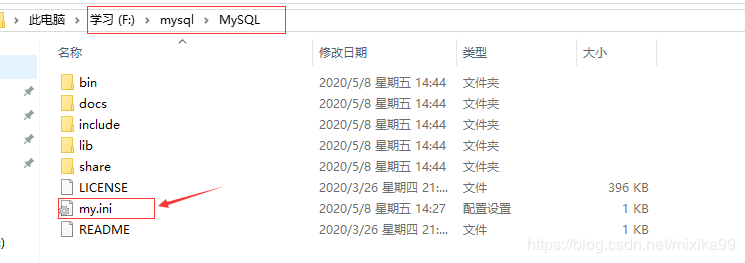 此电脑 > 学习 (F:) > mysql > MySQL
名称 修改日期 类型 大小
bin 2020/5/8 星期五 14:44 文件夹
docs 2020/5/8 星期五 14:44 文件夹
include 2020/5/8 星期五 14:44 文件夹
lib 2020/5/8 星期五 14:44 文件夹
share 2020/5/8 星期五 14:44 文件夹
LICENSE 2020/3/26 星期四 21:... 文件 396 KB
my.ini 2020/5/8 星期五 14:27 配置设置 1 KB
README 2020/3/26 星期四 21:... 文件 1 KB
:)
https://blog.csdn.net/mixika99